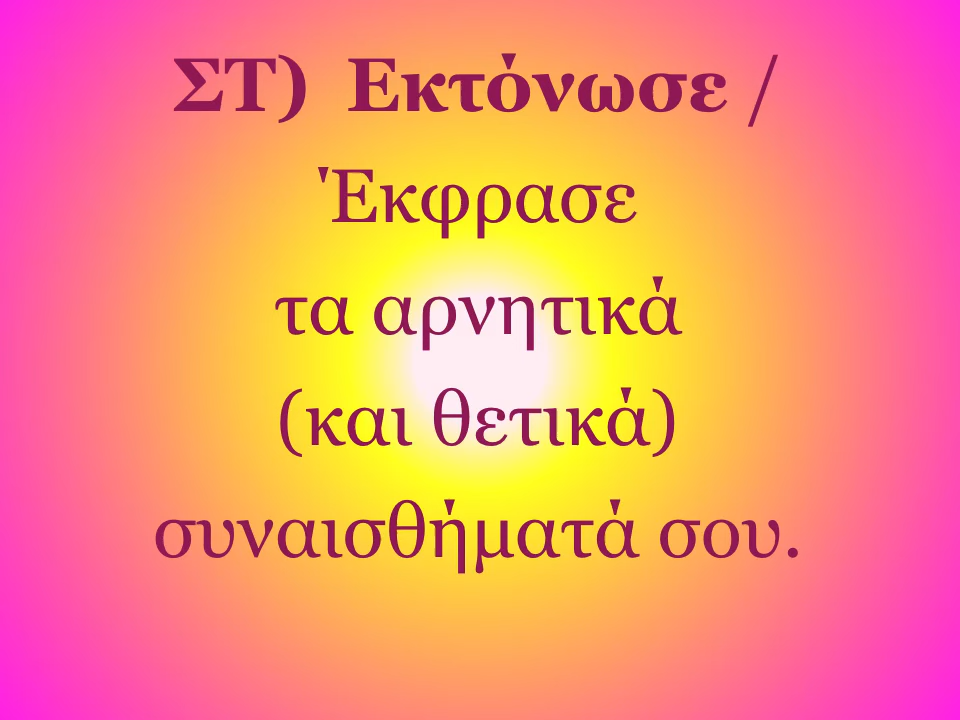 ΣΤ) Εκτόνωσε /
Έκφρασε
τα αρνητικά
(και θετικά)
συναισθήματά σου.